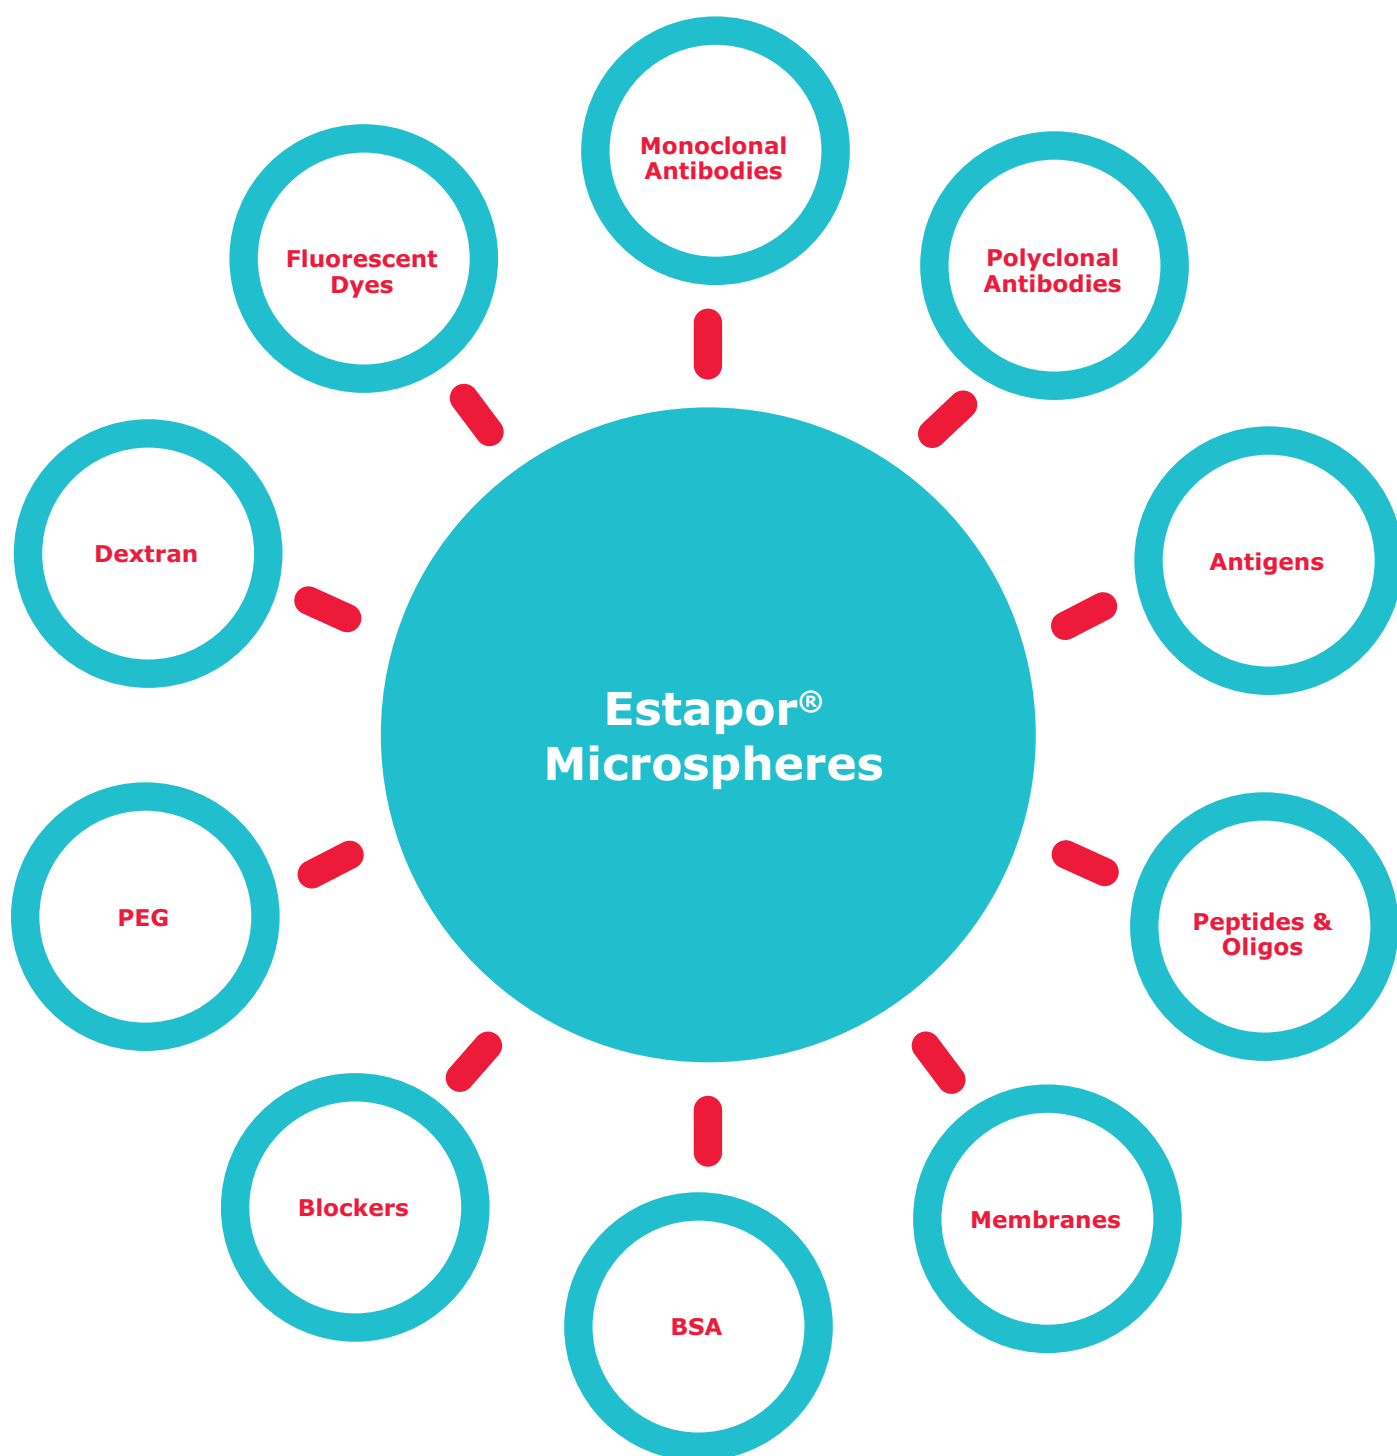 Monoclonal
Antibodies
Polyclonal
Antibodies
Fluorescent
Dyes
Antigens
Dextran
Estapor®
Microspheres
PEG
Peptides &
Oligos
Blockers
Membranes
BSA